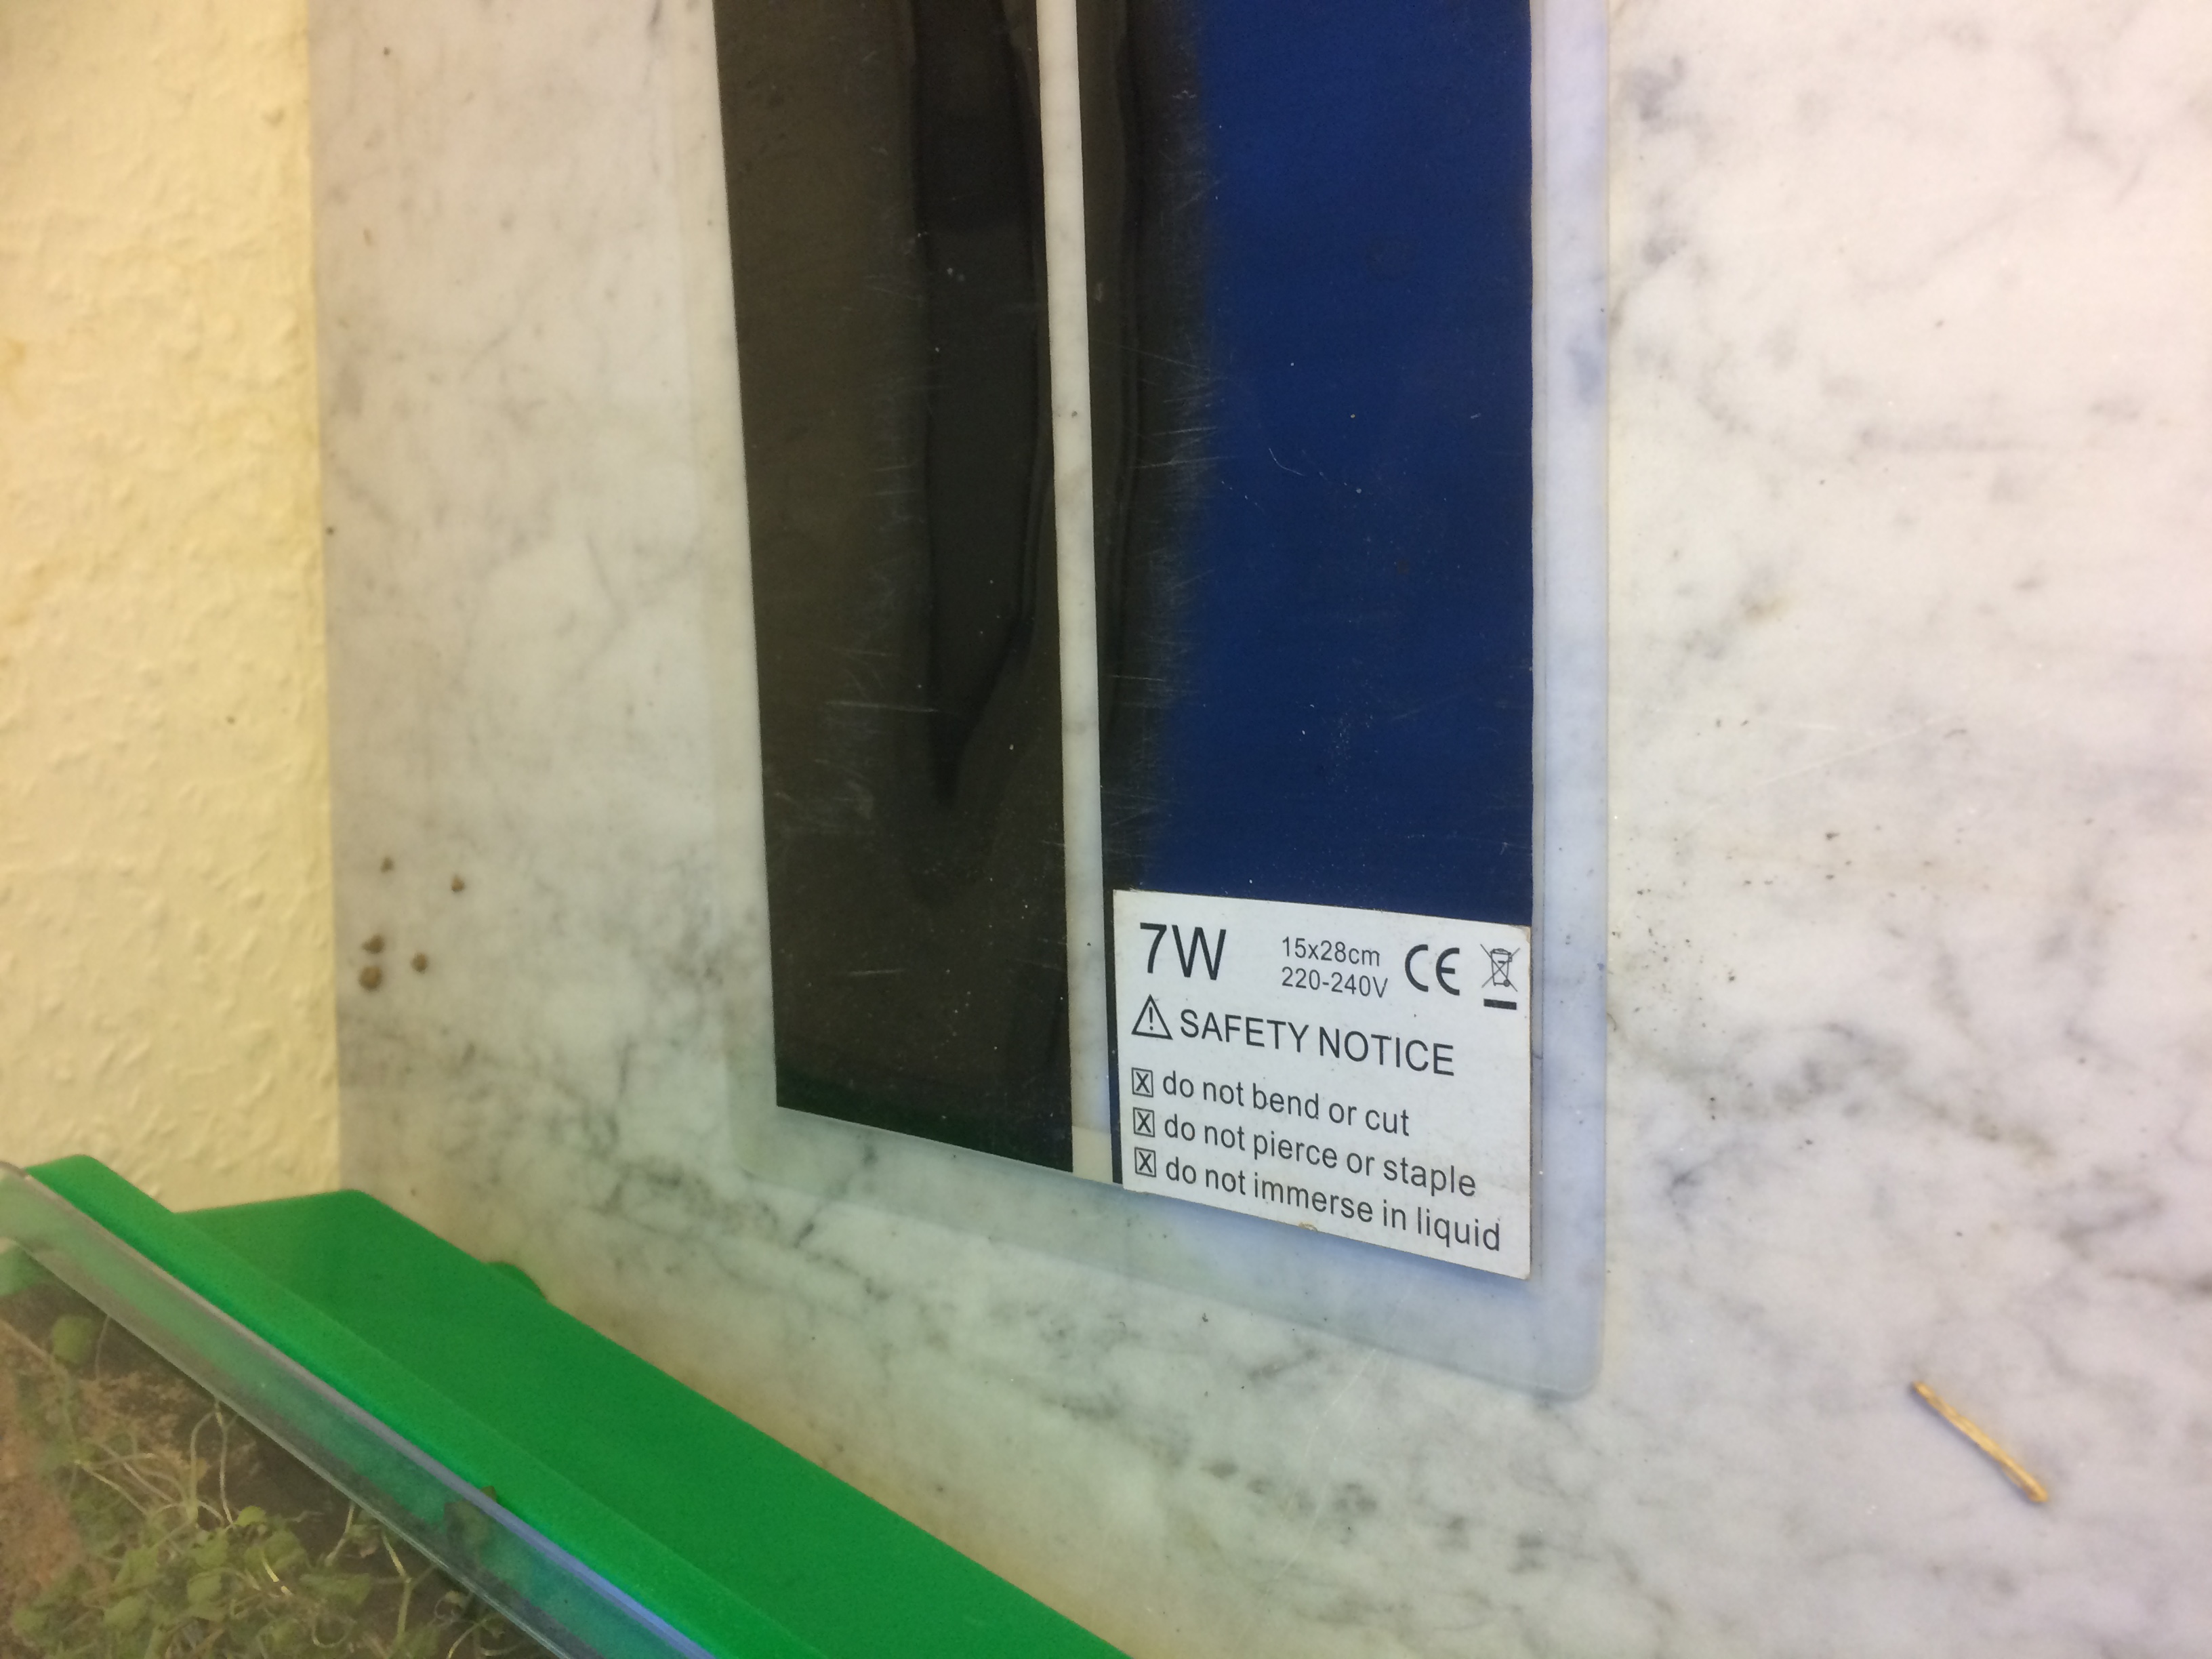 7W 15x28cm CE
220-240V
⚠ SAFETY NOTICE
☒ do not bend or cut
☒ do not pierce or staple
☒ do not immerse in liquid